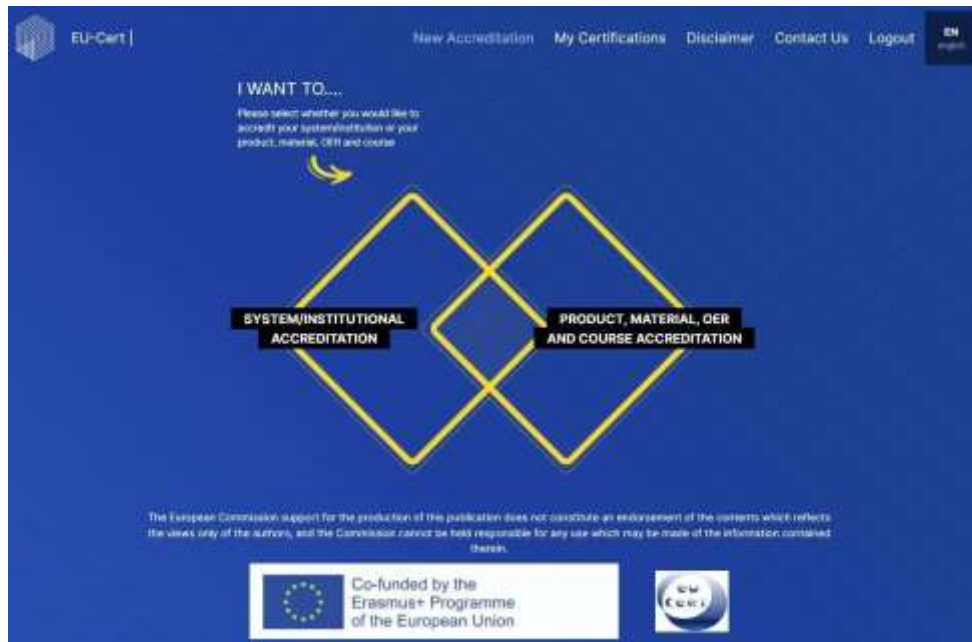 EU-Cert |
New Accreditation
My Certifications
Disclaimer
Contact Us
Logout
EN
english
I WANT TO....
Please select whether you would like to
accredit your system/institution or your
product, material, OER and course
SYSTEM/INSTITUTIONAL
ACCREDITATION
PRODUCT, MATERIAL, OER
AND COURSE ACCREDITATION
The European Commission support for the production of this publication does not constitute an endorsement of the contents which reflects
the views only of the authors, and the Commission cannot be held responsible for any use which may be made of the information contained
therein.
Co-funded by the
Erasmus+ Programme
of the European Union
EU
Cert